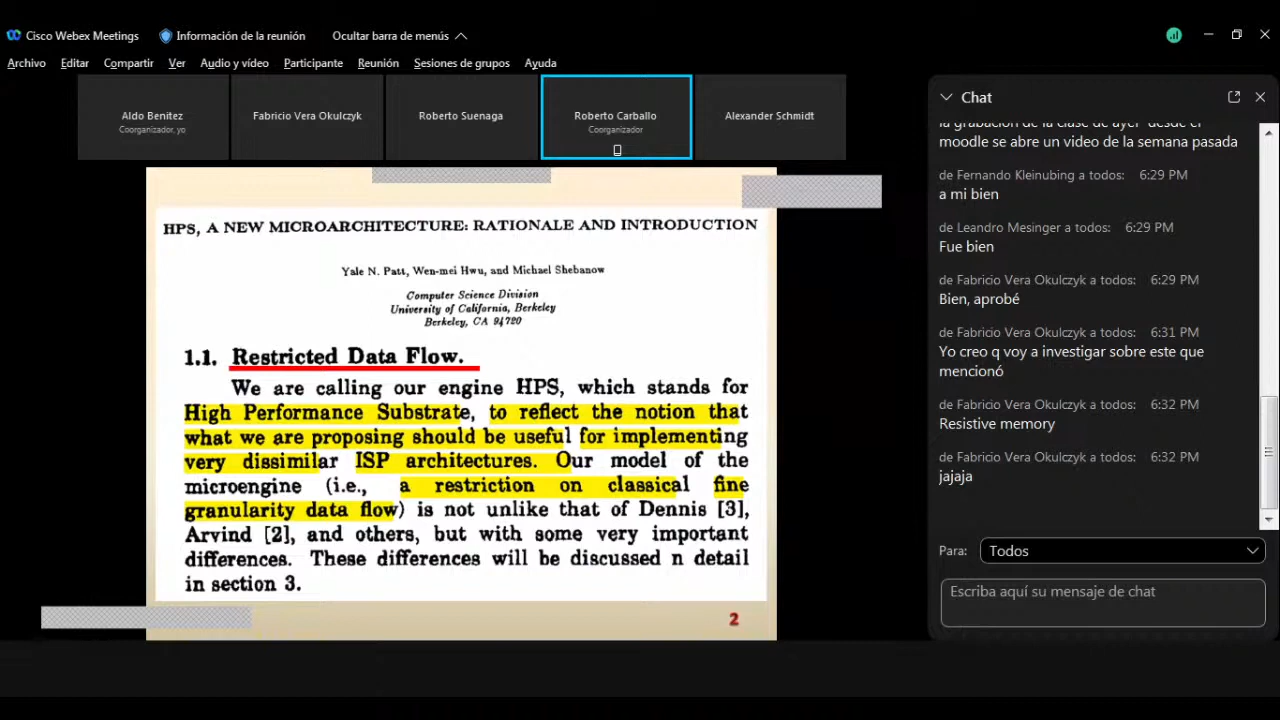 Cisco Webex Meetings
Información de la reunión
Ocultar barra de menús
Archivo Editar Compartir Ver Audio y vídeo Participante Reunión Sesiones de grupos Ayuda
Aldo Benitez
Coorganizador, yo
Fabricio Vera Okulczyk
Roberto Suenaga
Roberto Carballo
Coorganizador
Alexander Schmidt
HPS, A NEW MICROARCHITECTURE: RATIONALE AND INTRODUCTION
Yale N. Patt, Wen-mei Hwu, and Michael Shebanow
Computer Science Division
University of California, Berkeley
Berkeley, CA 94720
1.1. Restricted Data Flow.
We are calling our engine HPS, which stands for
High Performance Substrate, to reflect the notion that
what we are proposing should be useful for implementing
very dissimilar ISP architectures. Our model of the
microengine (i.e., a restriction on classical fine
granularity data flow) is not unlike that of Dennis [3],
Arvind [2], and others, but with some very important
differences. These differences will be discussed n detail
in section 3.
2
Chat
la grabación de la clase de ayer desde el
moodle se abre un video de la semana pasada
de Fernando Kleinubing a todos: 6:29 PM
a mi bien
de Leandro Mesinger a todos: 6:29 PM
Fue bien
de Fabricio Vera Okulczyk a todos: 6:29 PM
Bien, aprobé
de Fabricio Vera Okulczyk a todos: 6:31 PM
Yo creo q voy a investigar sobre este que
mencionó
de Fabricio Vera Okulczyk a todos: 6:32 PM
Resistive memory
de Fabricio Vera Okulczyk a todos: 6:32 PM
jajaja
Para: Todos
Escriba aquí su mensaje de chat